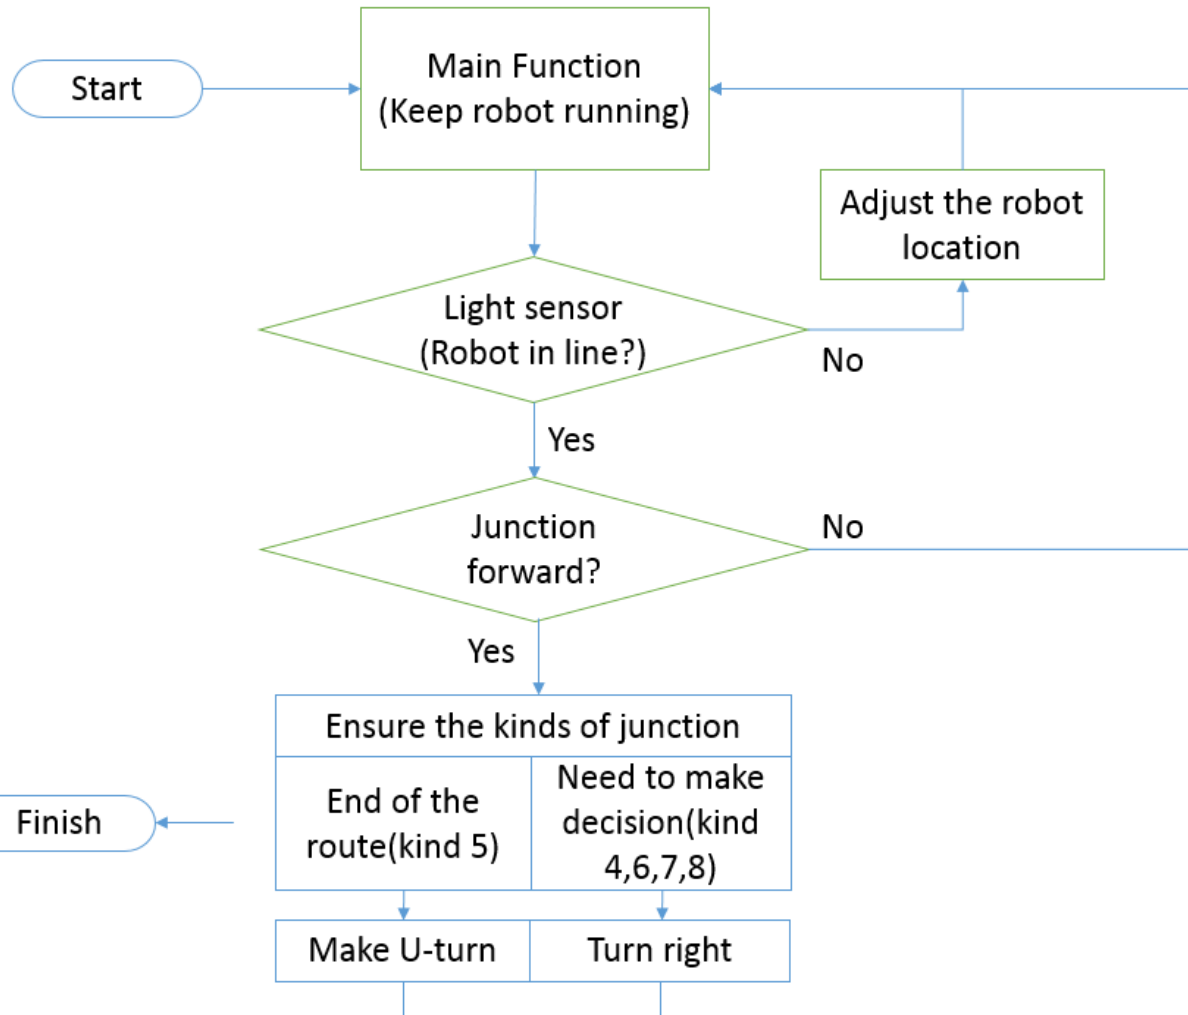 Start
Main Function
(Keep robot running)
Adjust the robot
location
Light sensor
(Robot in line?)
No
Yes
Junction
forward?
No
Yes
Ensure the kinds of junction
End of the
route(kind 5)
Need to make
decision(kind
4,6,7,8)
Finish
Make U-turn
Turn right